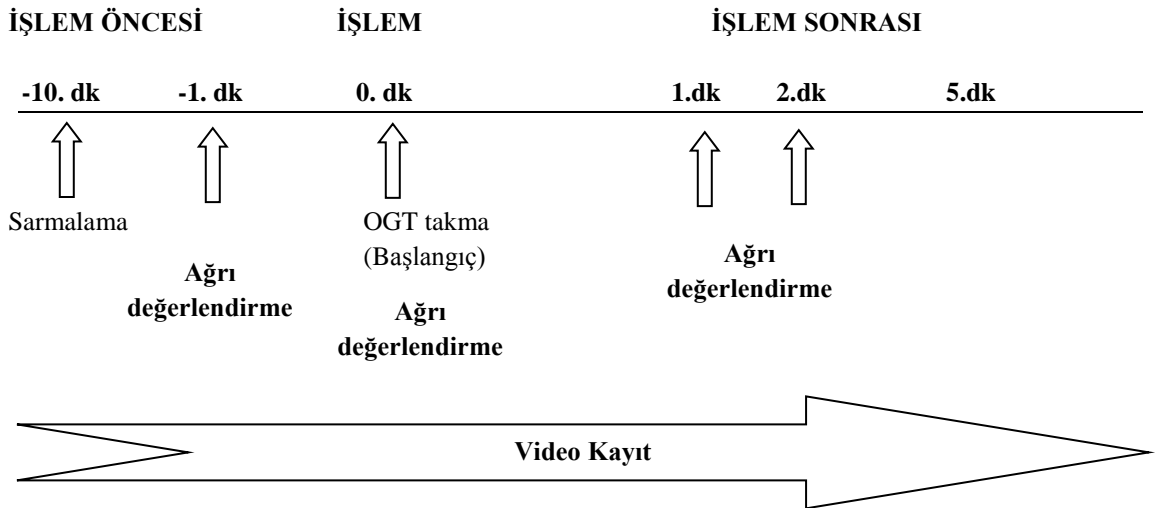 İŞLEM ÖNCESİ İŞLEM İŞLEM SONRASI
-10. dk -1. dk 0. dk 1.dk 2.dk 5.dk
Sarmalama
Ağrı
değerlendirme
OGT takma
(Başlangıç)
Ağrı
değerlendirme
Ağrı
değerlendirme
Video Kayıt